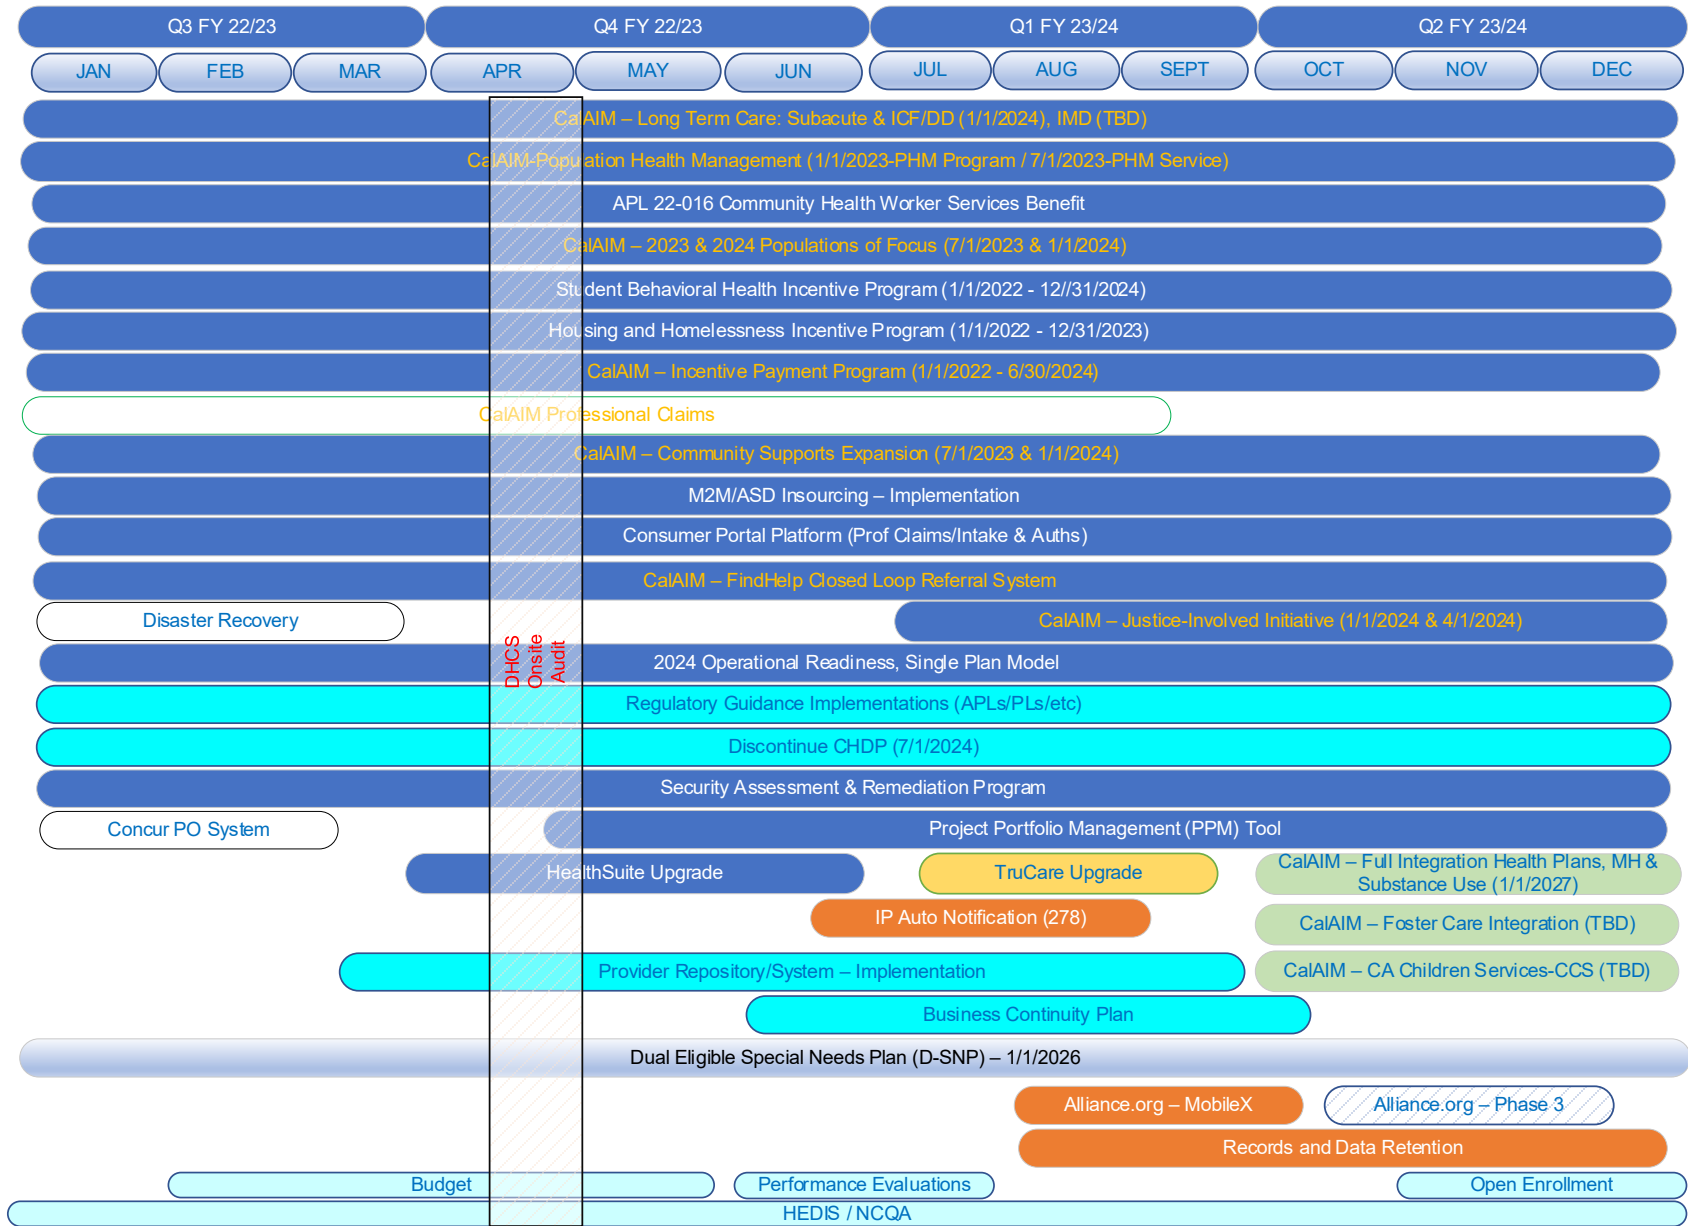 Q3 FY 22/23
Q4 FY 22/23
Q1 FY 23/24
Q2 FY 23/24
JAN
FEB
MAR
APR
MAY
JUN
JUL
AUG
SEPT
OCT
NOV
DEC
CalAIM – Long Term Care: Subacute & ICF/DD (1/1/2024), IMD (TBD)
CalAIM-Population Health Management (1/1/2023-PHM Program / 7/1/2023-PHM Service)
APL 22-016 Community Health Worker Services Benefit
CalAIM – 2023 & 2024 Populations of Focus (7/1/2023 & 1/1/2024)
Student Behavioral Health Incentive Program (1/1/2022 - 12//31/2024)
Housing and Homelessness Incentive Program (1/1/2022 - 12/31/2023)
CalAIM – Incentive Payment Program (1/1/2022 - 6/30/2024)
CalAIM Professional Claims
CalAIM – Community Supports Expansion (7/1/2023 & 1/1/2024)
M2M/ASD Insourcing – Implementation
Consumer Portal Platform (Prof Claims/Intake & Auths)
CalAIM – FindHelp Closed Loop Referral System
Disaster Recovery
CalAIM – Justice-Involved Initiative (1/1/2024 & 4/1/2024)
DHCS
Onsite
Audit
2024 Operational Readiness, Single Plan Model
Regulatory Guidance Implementations (APLs/PLs/etc)
Discontinue CHDP (7/1/2024)
Security Assessment & Remediation Program
Concur PO System
Project Portfolio Management (PPM) Tool
HealthSuite Upgrade
TruCare Upgrade
CalAIM – Full Integration Health Plans, MH &
Substance Use (1/1/2027)
IP Auto Notification (278)
CalAIM – Foster Care Integration (TBD)
Provider Repository/System – Implementation
CalAIM – CA Children Services-CCS (TBD)
Business Continuity Plan
Dual Eligible Special Needs Plan (D-SNP) – 1/1/2026
Alliance.org – MobileX
Alliance.org – Phase 3
Records and Data Retention
Budget
Performance Evaluations
Open Enrollment
HEDIS / NCQA